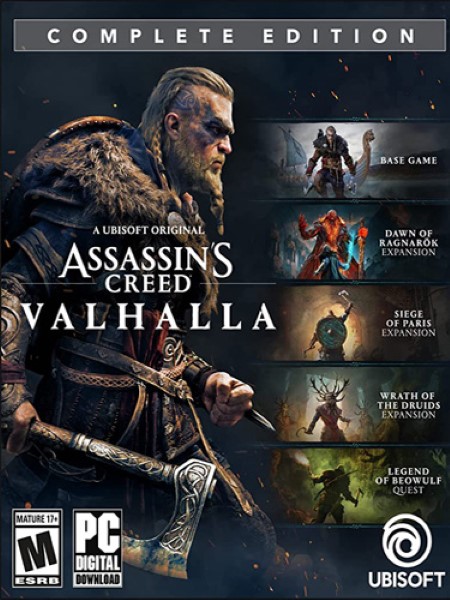 COMPLETE EDITION
A UBISOFT ORIGINAL
ASSASSIN'S
CREED
VALHALLA
BASE GAME
DAWN OF
RAGNARÖK
EXPANSION
SIEGE
OF PARIS
EXPANSION
WRATH OF
THE DRUIDS
EXPANSION
LEGEND
OF BEOWULF
QUEST
MATURE 17+
M
ESRB
PC
DIGITAL
DOWNLOAD
UBISOFT